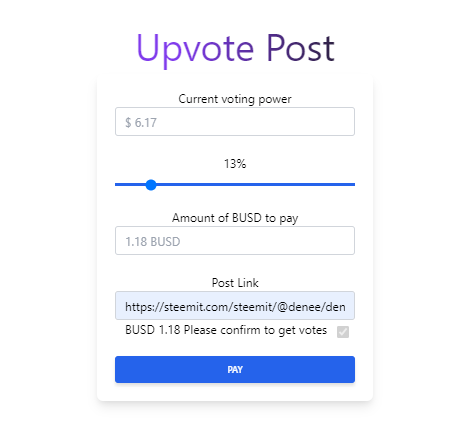 Upvote Post
Current voting power
$ 6.17
13%
Amount of BUSD to pay
1.18 BUSD
Post Link
https://steemit.com/steemit/@denee/den
BUSD 1.18 Please confirm to get votes
PAY